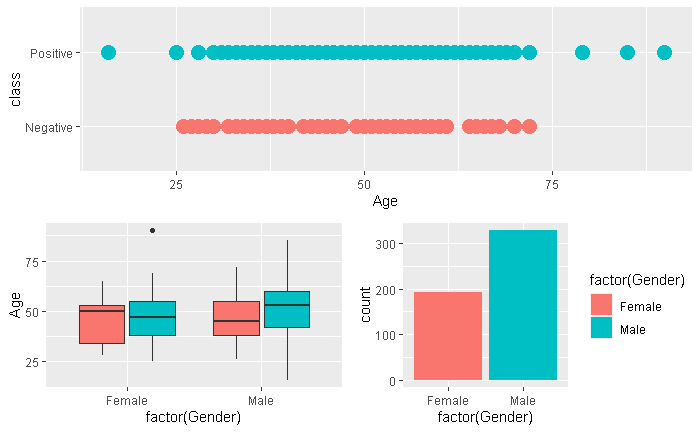 Positive
Negative
class
25 50 75
Age
75
50
25
Age
Female Male
factor(Gender)
300
200
100
0
count
Female Male
factor(Gender)
factor(Gender)
Female
Male